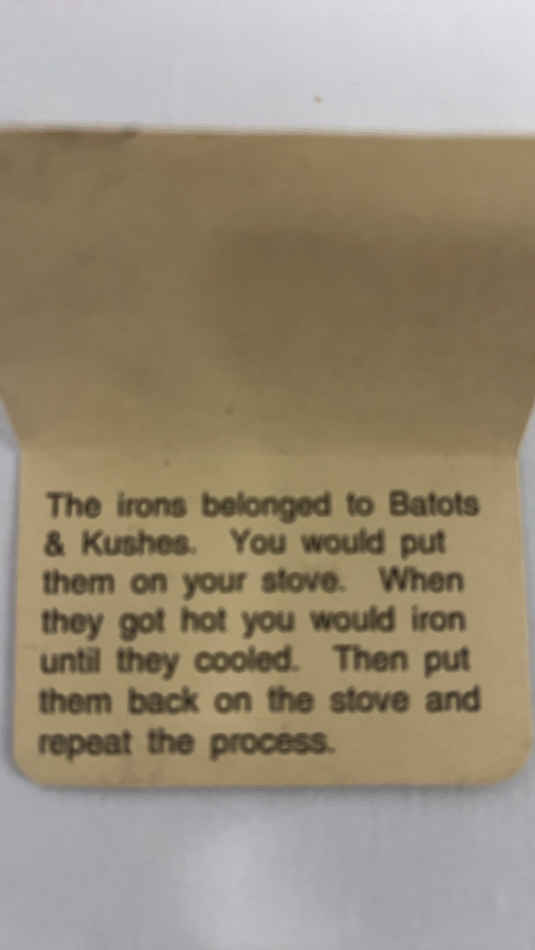 The irons belonged to Batots
& Kushes. You would put
them on your stove. When
they got hot you would iron
until they cooled. Then put
them back on the stove and
repeat the process.